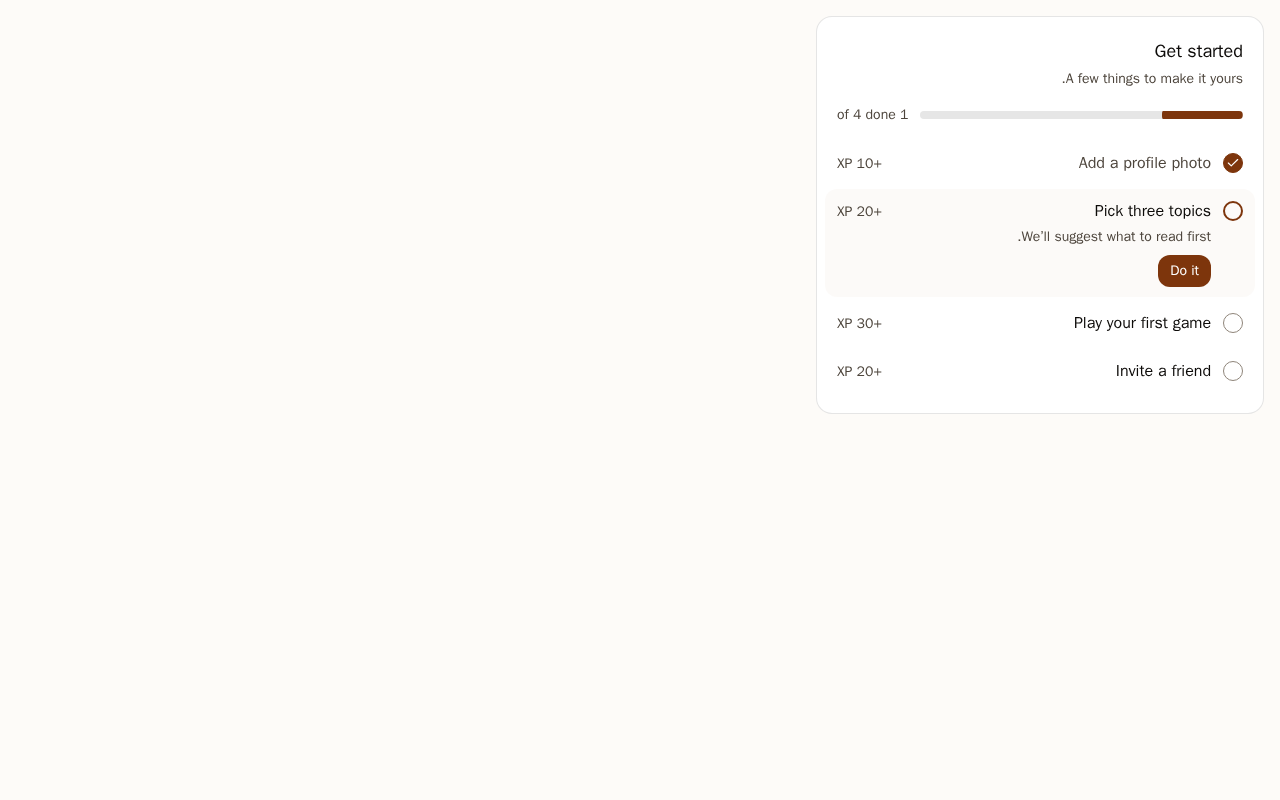 Get started
.A few things to make it yours
of 4 done 1
Add a profile photo
XP 10+
Pick three topics
XP 20+
.We'll suggest what to read first
Do it
Play your first game
XP 30+
Invite a friend
XP 20+